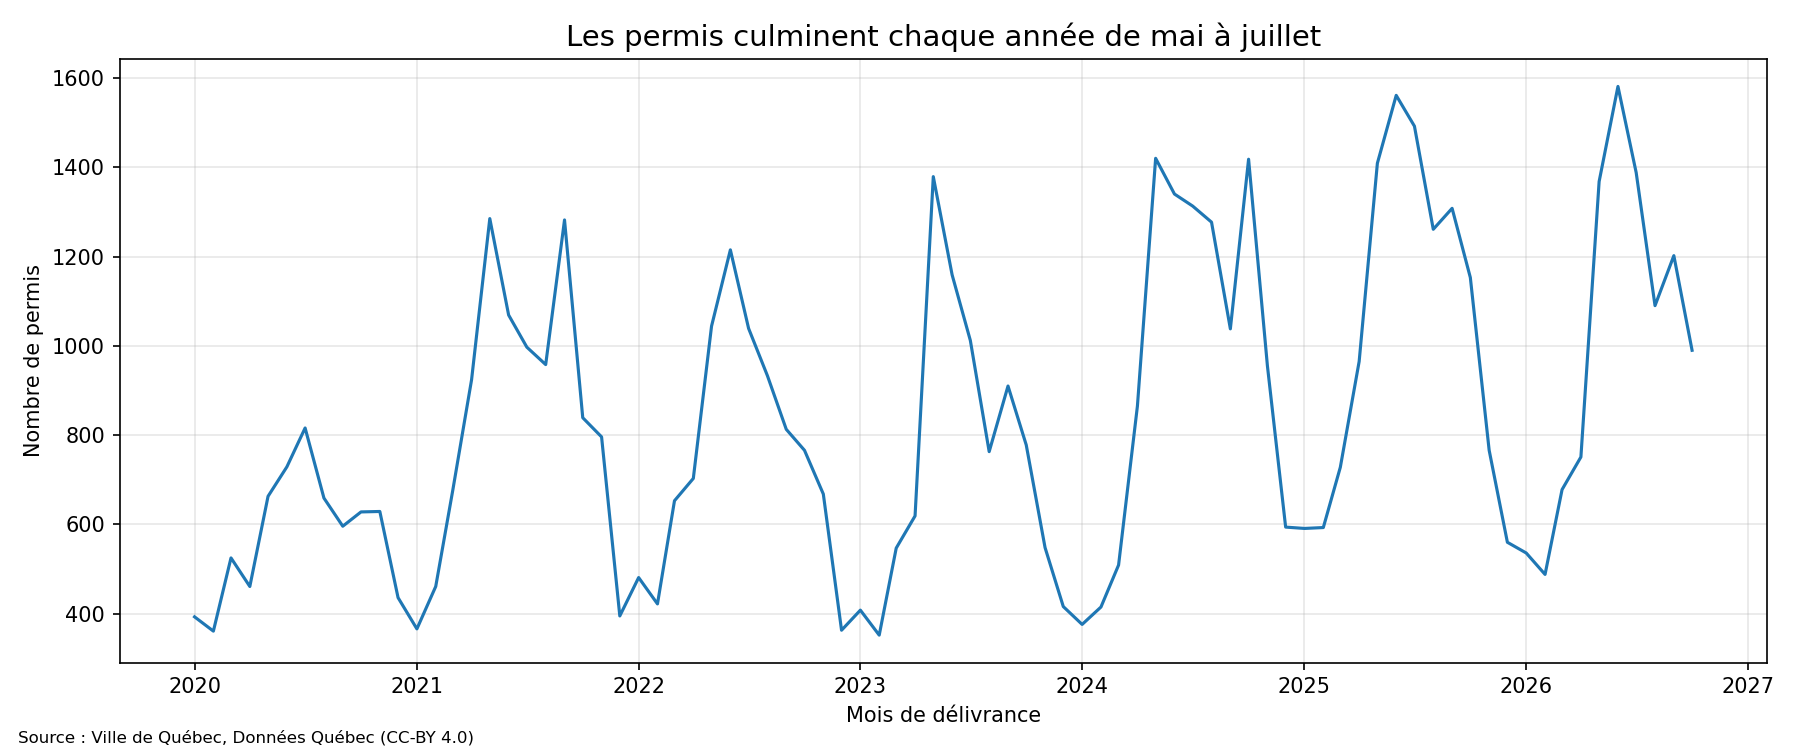 Les permis culminent chaque année de mai à juillet
1600
1400
1200
1000
800
600
400
Nombre de permis
2020 2021 2022 2023 2024 2025 2026 2027
Mois de délivrance
Source : Ville de Québec, Données Québec (CC-BY 4.0)